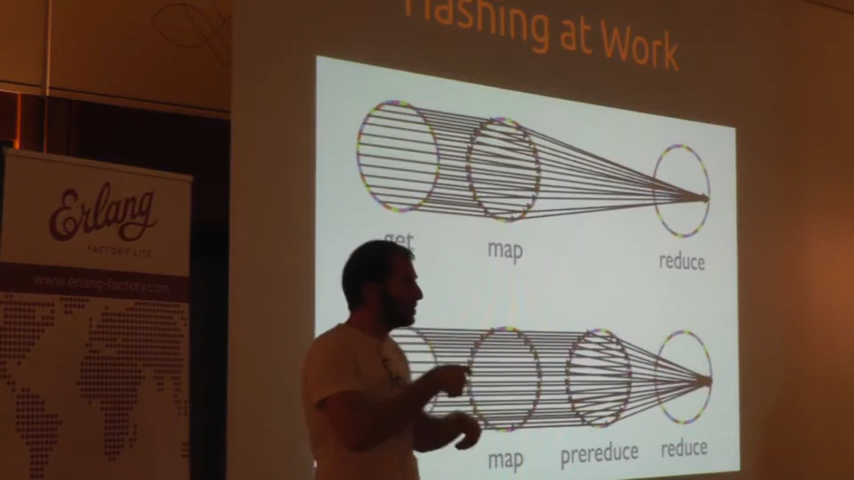 Hashing at Work
Erlang
FACTORY LITE
www.erlang-factory.com
get
map
reduce
map
prereduce
reduce